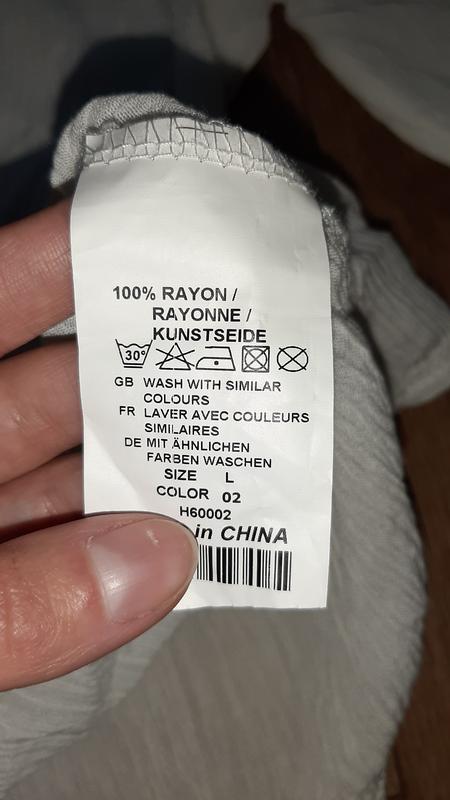 100% RAYON /
RAYONNE /
KUNSTSEIDE
30°
GB WASH WITH SIMILAR
COLOURS
FR LAVER AVEC COULEURS
SIMILAIRES
DE MIT ÄHNLICHEN
FARBEN WASCHEN
SIZE L
COLOR 02
H60002
in CHINA